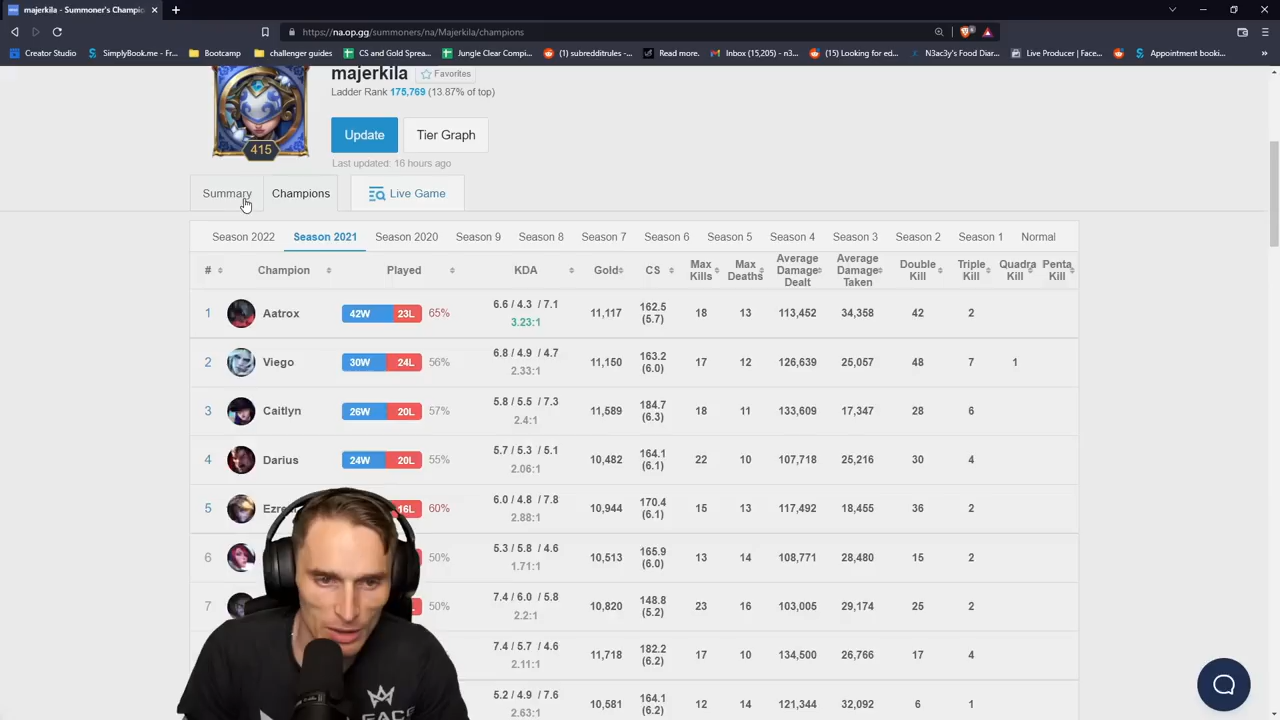 majerkila - Summoner's Champio
na.op.gg/summoners/na/Majerkila/champions
Creator Studio SimplyBook.me - Fr... Bootcamp challenger guides CS and Gold Sprea... Jungle Clear Compi... (1) subredditrules -... Read more. Inbox (15,205) - n3... (2) Looking for ed... N3ac3y's Food Diar... Live Producer | Face... Appointment booki...
majerkila Favorites
Ladder Rank 175,769 (13.87% of top)
Update Tier Graph
415
Last updated: 16 hours ago
Summary Champions Live Game
Season 2022 Season 2021 Season 2020 Season 9 Season 8 Season 7 Season 6 Season 5 Season 4 Season 3 Season 2 Season 1 Normal
# Champion Played KDA Gold CS Max Kills Max Deaths Average Damage Dealt Average Damage Taken Double Kill Triple Kill Quadra Kill Penta Kill
1 Aatrox 42W 23L 65% 6.6 / 4.3 / 7.1 3.23:1 11,117 162.5 (5.7) 18 13 113,452 34,358 42 2
2 Viego 30W 24L 56% 6.8 / 4.9 / 4.7 2.33:1 11,150 163.2 (6.0) 17 12 126,639 25,057 48 7 1
3 Caitlyn 26W 20L 57% 5.8 / 5.5 / 7.3 2.4:1 11,589 184.7 (6.3) 18 11 133,609 17,347 28 6
4 Darius 24W 20L 55% 5.7 / 5.3 / 5.1 2.06:1 10,482 164.1 (6.1) 22 10 107,718 25,216 30 4
5 16L 60% 6.0 / 4.8 / 7.8 2.88:1 10,944 170.4 (6.1) 15 13 117,492 18,455 36 2
6 50% 5.3 / 5.8 / 4.6 1.71:1 10,513 165.9 (6.0) 13 14 108,771 28,480 15 2
7 50% 7.4 / 6.0 / 5.8 2.2:1 10,820 148.8 (5.2) 23 16 103,005 29,174 25 2
7.4 / 5.7 / 4.6 2.11:1 11,718 182.2 (6.2) 17 10 134,500 26,766 17 4
5.2 / 4.9 / 7.6 2.63:1 10,581 164.1 (6.2) 12 14 121,344 32,092 6 1